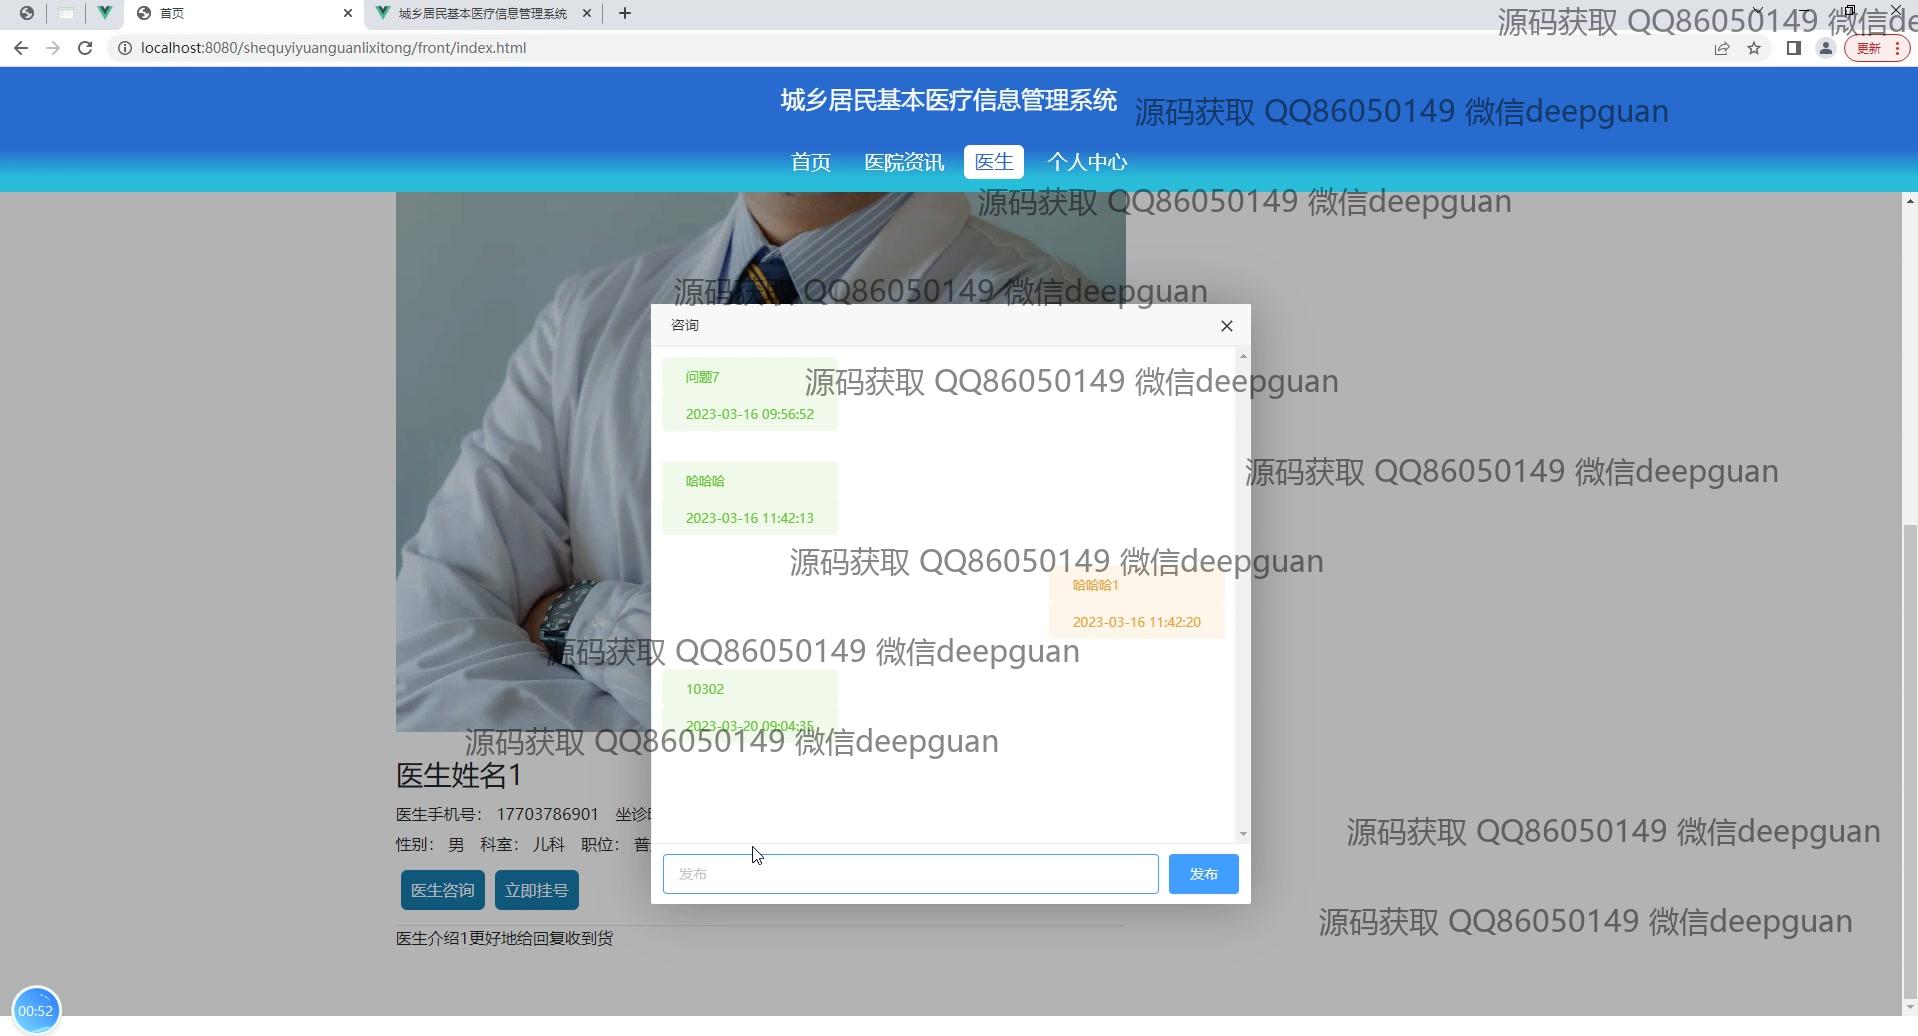 首页
城乡居民基本医疗信息管理系统
localhost:8080/shequyiyuanguanlixitong/front/index.html
更新
源码获取 QQ86050149 微信de
城乡居民基本医疗信息管理系统
源码获取 QQ86050149 微信deepguan
首页 医院资讯 医生 个人中心
源码获取 QQ86050149 微信deepguan
源码获取 QQ86050149 微信deepguan
咨询
问题7
源码获取 QQ86050149 微信deepguan
2023-03-16 09:56:52
源码获取 QQ86050149 微信deepguan
哈哈哈
2023-03-16 11:42:13
源码获取 QQ86050149 微信deepguan
哈哈哈1
2023-03-16 11:42:20
源码获取 QQ86050149 微信deepguan
10302
2023-03-20 09:04:35
源码获取 QQ86050149 微信deepguan
医生姓名1
医生手机号： 17703786901 坐诊
源码获取 QQ86050149 微信deepguan
性别： 男 科室： 儿科 职位： 普
发布
发布
医生咨询 立即挂号
源码获取 QQ86050149 微信deepguan
医生介绍1更好地给回复收到货
00:52